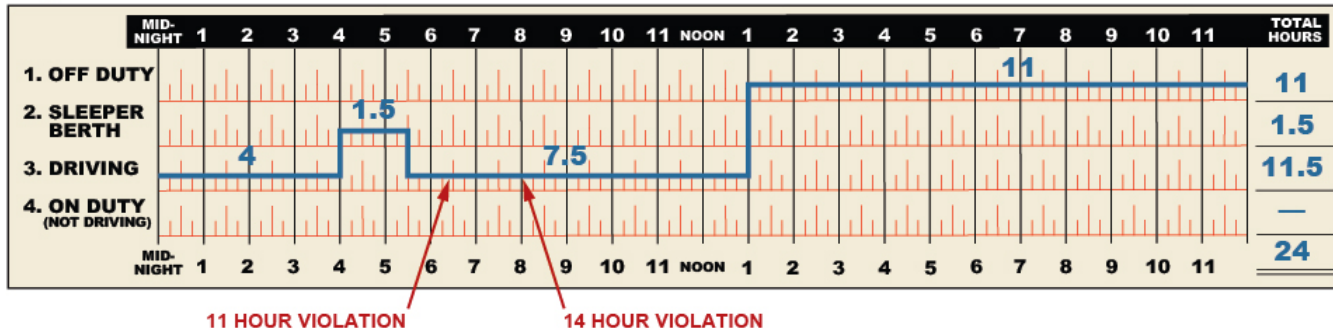 MID-NIGHT 1 2 3 4 5 6 7 8 9 10 11 NOON 1 2 3 4 5 6 7 8 9 10 11 TOTAL HOURS
1. OFF DUTY 11 11
2. SLEEPER BERTH 1.5 1.5
3. DRIVING 4 7.5 11.5
4. ON DUTY (NOT DRIVING) —
MID-NIGHT 1 2 3 4 5 6 7 8 9 10 11 NOON 1 2 3 4 5 6 7 8 9 10 11 24
11 HOUR VIOLATION 14 HOUR VIOLATION